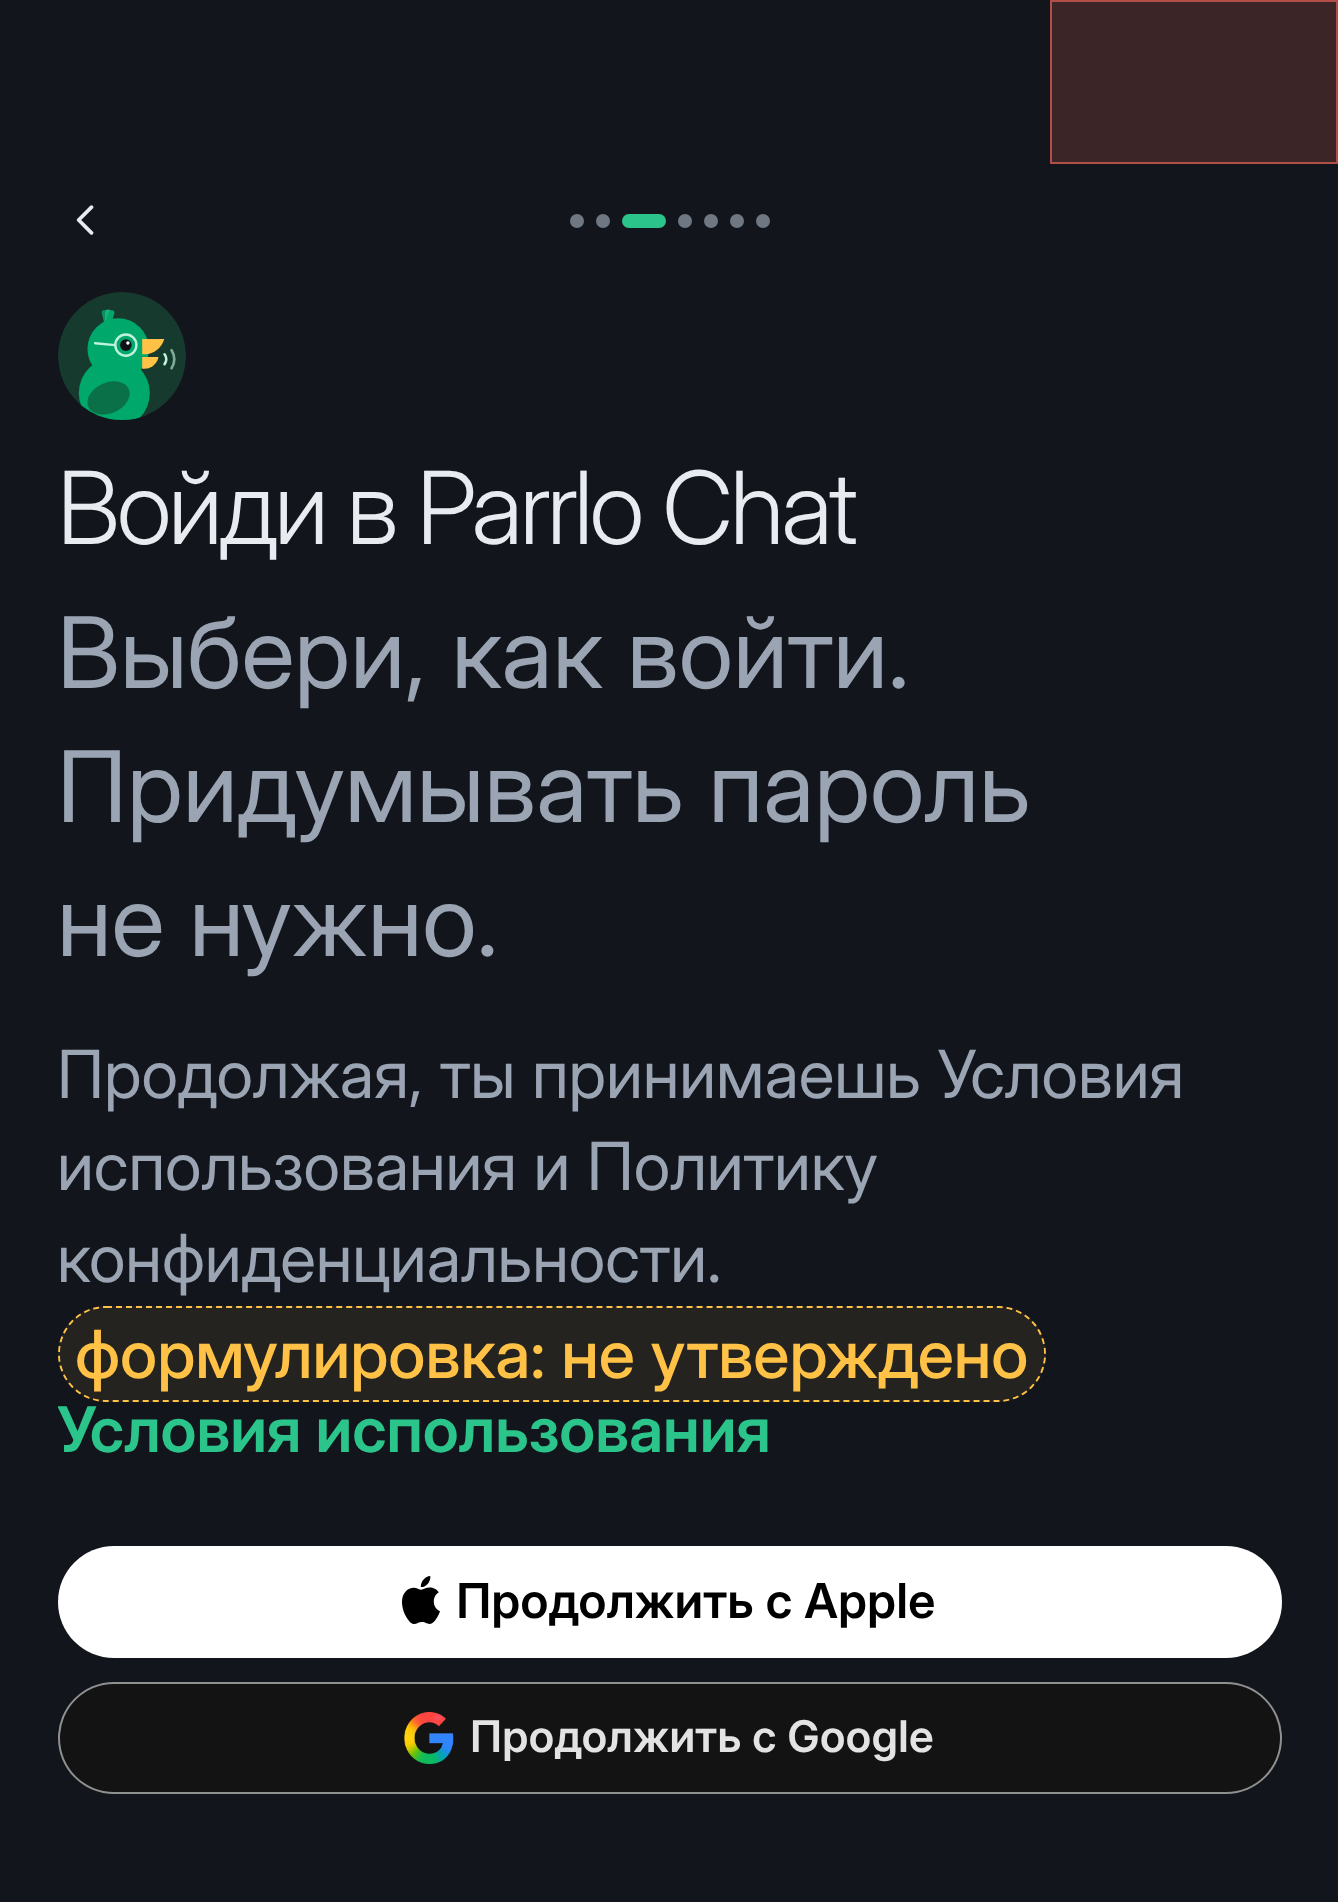 Войди в Parrlo Chat
Выбери, как войти.
Придумывать пароль
не нужно.
Продолжая, ты принимаешь Условия
использования и Политику
конфиденциальности.
формулировка: не утверждено
Условия использования
Продолжить с Apple
Продолжить с Google